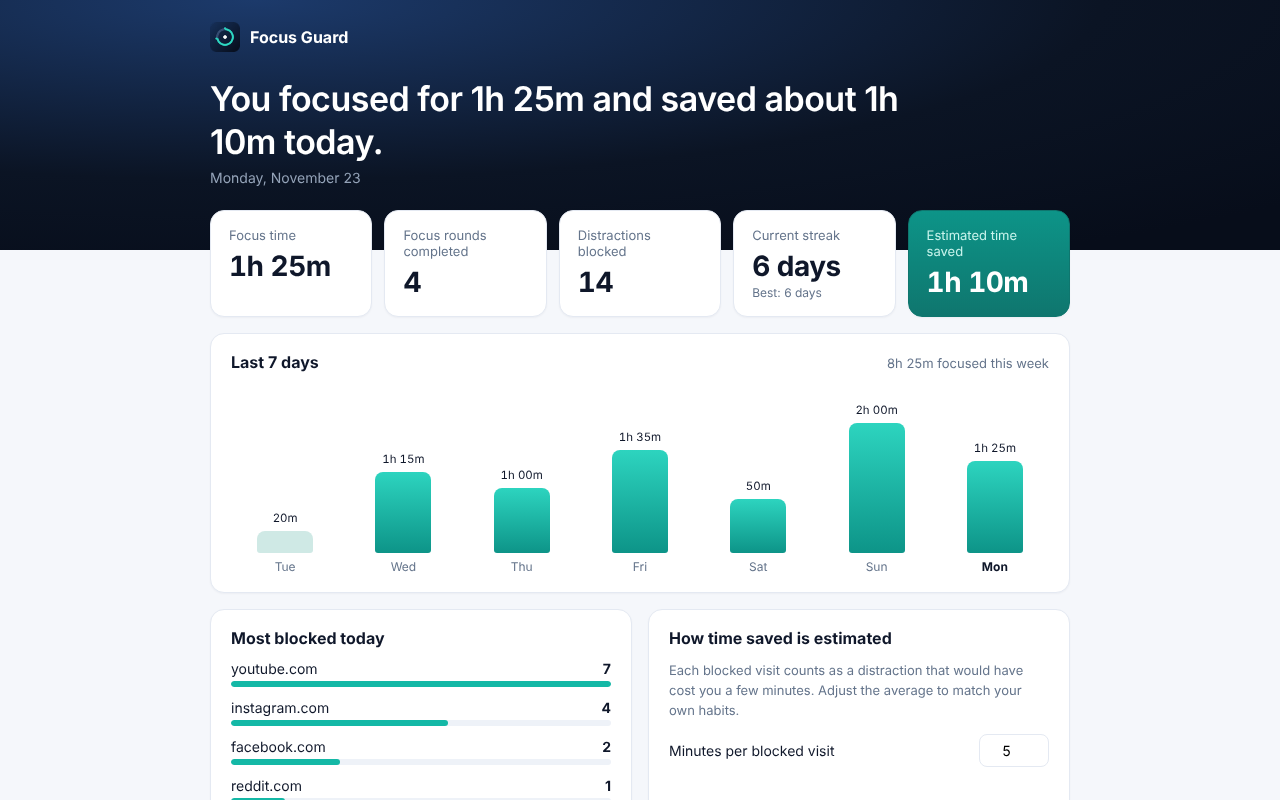 Focus Guard
You focused for 1h 25m and saved about 1h
10m today.
Monday, November 23
Focus time
1h 25m
Focus rounds
completed
4
Distractions
blocked
14
Current streak
6 days
Best: 6 days
Estimated time
saved
1h 10m
Last 7 days
8h 25m focused this week
20m
1h 15m
1h 00m
1h 35m
50m
2h 00m
1h 25m
Tue
Wed
Thu
Fri
Sat
Sun
Mon
Most blocked today
youtube.com 7
instagram.com 4
facebook.com 2
reddit.com 1
How time saved is estimated
Each blocked visit counts as a distraction that would have
cost you a few minutes. Adjust the average to match your
own habits.
Minutes per blocked visit 5